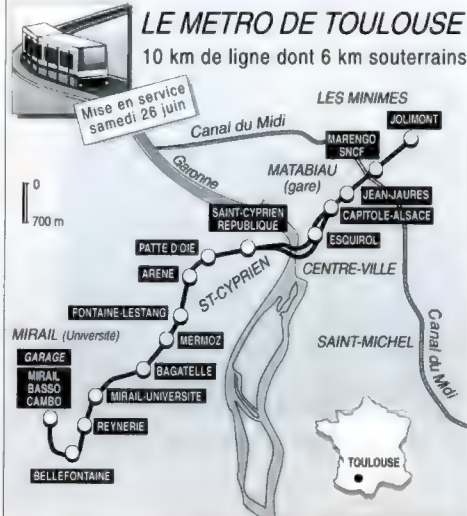 LE METRO DE TOULOUSE
10 km de ligne dont 6 km souterrains
Mise en service
samedi 26 juin
LES MINIMES
JOLIMONT
Canal du Midi
MARENGO
SNCF
Garonne
MATABIAU
(gare)
0
700 m
JEAN-JAURES
SAINT-CYPRIEN
REPUBLIQUE
CAPITOLE-ALSACE
PATTE D'OIE
ESQUIROL
ARENE
ST-CYPRIEN
CENTRE-VILLE
FONTAINE-LESTANG
MIRAIL (Université)
MERMOZ
SAINT-MICHEL
Canal du Midi
GARAGE
MIRAIL
BASSO
CAMBO
BAGATELLE
MIRAIL-UNIVERSITE
REYNERIE
BELLEFONTAINE
TOULOUSE